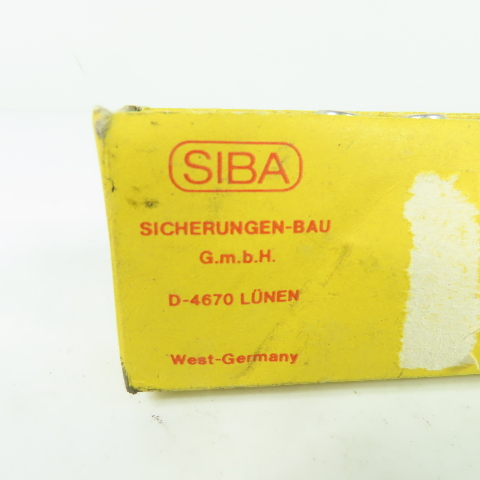 SIBA
SICHERUNGEN-BAU
G.m.b.H.
D-4670 LÜNEN
West-Germany